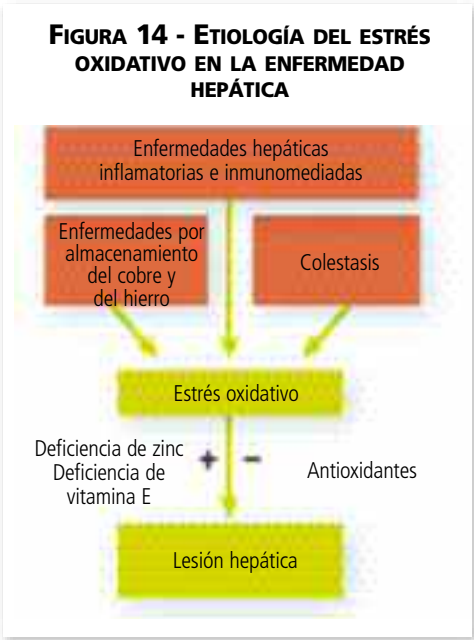 FIGURA 14 - ETIOLOGÍA DEL ESTRÉS
OXIDATIVO EN LA ENFERMEDAD
HEPÁTICA
Enfermedades hepáticas
inflamatorias e inmunomediadas
Enfermedades por
almacenamiento
del cobre y
del hierro
Colestasis
Estrés oxidativo
Deficiencia de zinc
Deficiencia de
vitamina E
+ −
Antioxidantes
Lesión hepática